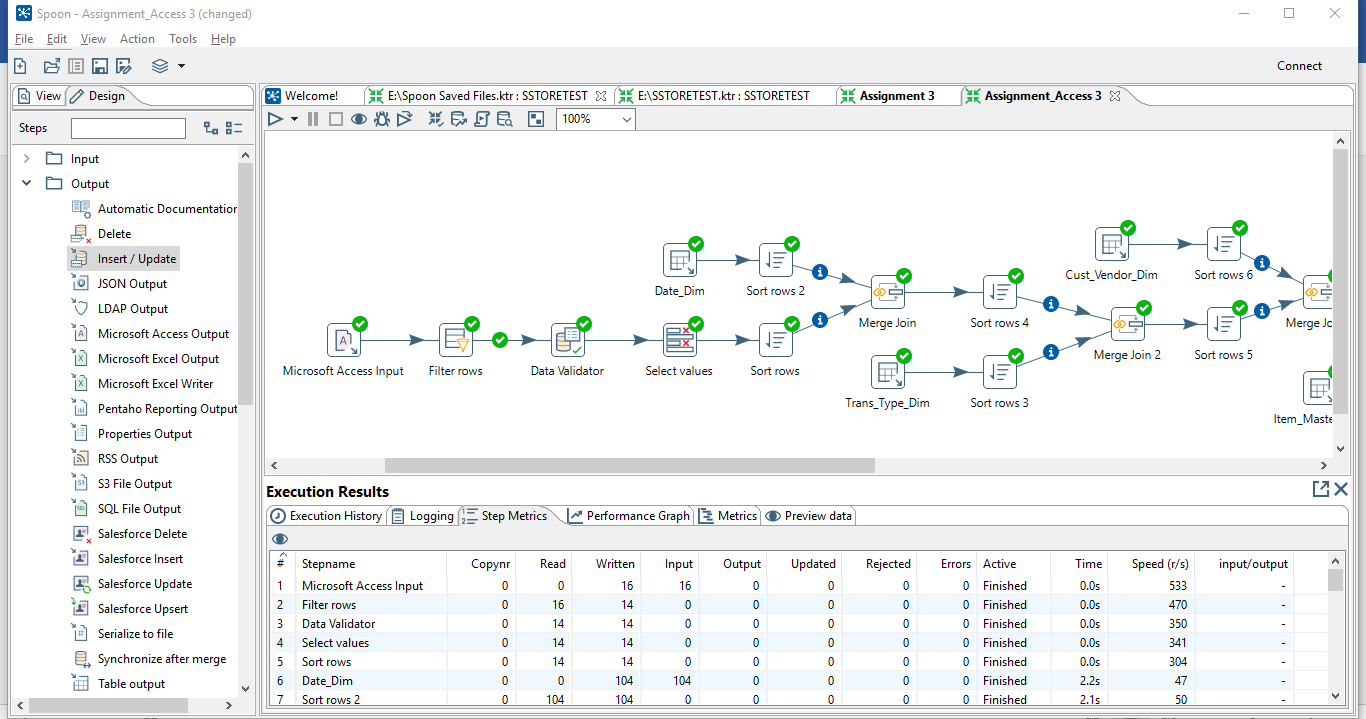 Spoon - Assignment_Access 3 (changed)
File Edit View Action Tools Help
Connect
View Design
Welcome! E:\Spoon Saved Files.ktr : SSTORETEST E:\SSTORETEST.ktr : SSTORETEST Assignment 3 Assignment_Access 3
Steps
100%
Input
Output
Automatic Documentation
Delete
Insert / Update
JSON Output
LDAP Output
Microsoft Access Output
Microsoft Excel Output
Microsoft Excel Writer
Pentaho Reporting Output
Properties Output
RSS Output
S3 File Output
SQL File Output
Salesforce Delete
Salesforce Insert
Salesforce Update
Salesforce Upsert
Serialize to file
Synchronize after merge
Table output
Cust_Vendor_Dim Sort rows 6
Date_Dim Sort rows 2
Merge Join Sort rows 4 Merge Jo
Merge Join 2 Sort rows 5
Microsoft Access Input Filter rows Data Validator Select values Sort rows
Trans_Type_Dim Sort rows 3
Item_Maste
Execution Results
Execution History Logging Step Metrics Performance Graph Metrics Preview data
# Stepname Copynr Read Written Input Output Updated Rejected Errors Active Time Speed (r/s) input/output
1 Microsoft Access Input 0 0 16 16 0 0 0 0 Finished 0.0s 533 -
2 Filter rows 0 16 14 0 0 0 0 0 Finished 0.0s 470 -
3 Data Validator 0 14 14 0 0 0 0 0 Finished 0.0s 350 -
4 Select values 0 14 14 0 0 0 0 0 Finished 0.0s 341 -
5 Sort rows 0 14 14 0 0 0 0 0 Finished 0.0s 304 -
6 Date_Dim 0 0 104 104 0 0 0 0 Finished 2.2s 47 -
7 Sort rows 2 0 104 104 0 0 0 0 0 Finished 2.1s 50 -